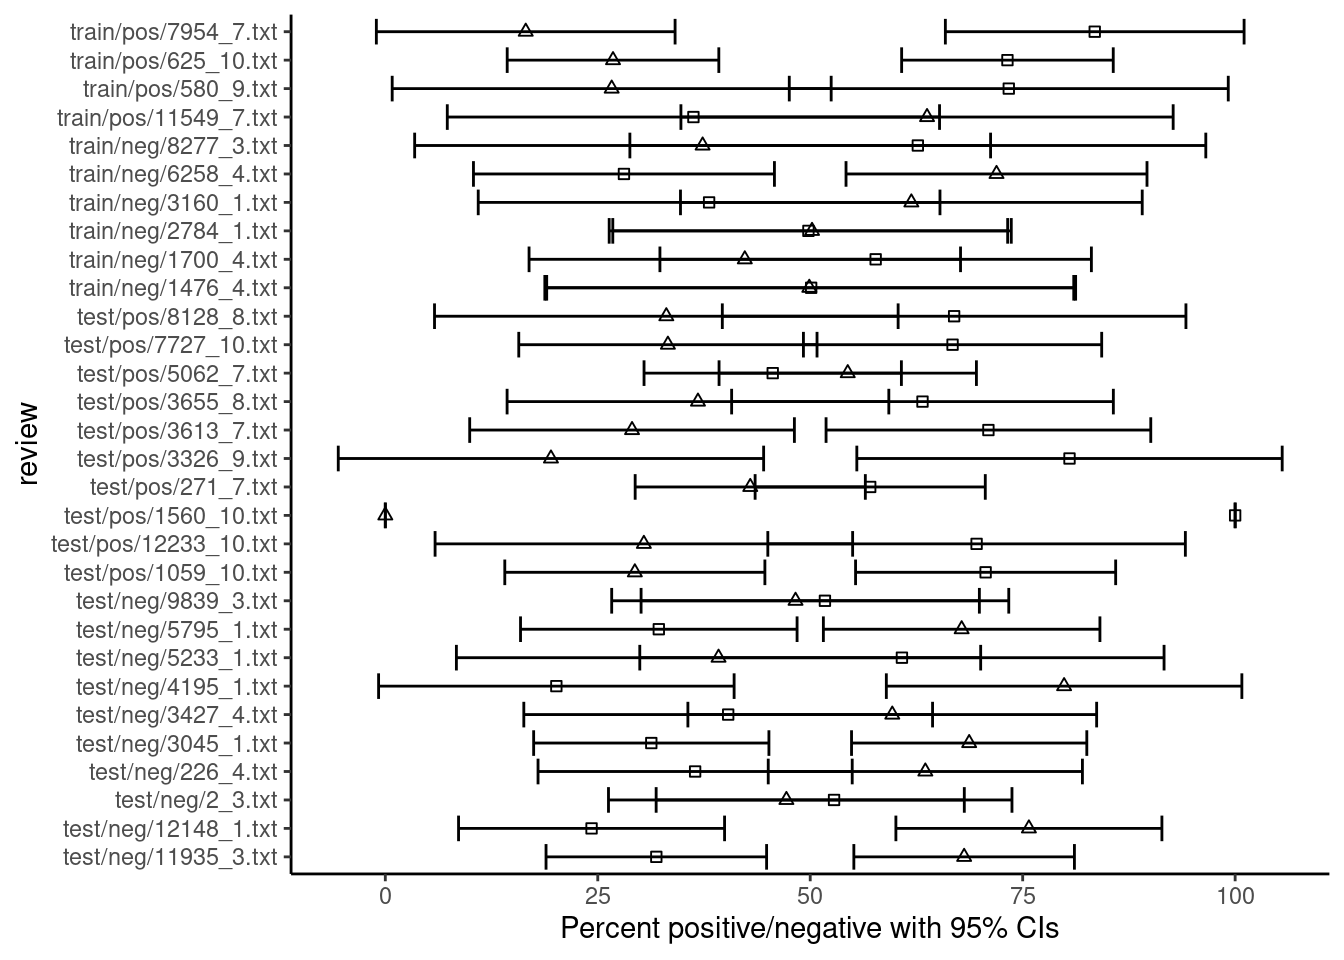 train/pos/7954_7.txt
train/pos/625_10.txt
train/pos/580_9.txt
train/pos/11549_7.txt
train/neg/8277_3.txt
train/neg/6258_4.txt
train/neg/3160_1.txt
train/neg/2784_1.txt
train/neg/1700_4.txt
train/neg/1476_4.txt
test/pos/8128_8.txt
test/pos/7727_10.txt
test/pos/5062_7.txt
test/pos/3655_8.txt
test/pos/3613_7.txt
test/pos/3326_9.txt
test/pos/271_7.txt
test/pos/1560_10.txt
test/pos/12233_10.txt
test/pos/1059_10.txt
test/neg/9839_3.txt
test/neg/5795_1.txt
test/neg/5233_1.txt
test/neg/4195_1.txt
test/neg/3427_4.txt
test/neg/3045_1.txt
test/neg/226_4.txt
test/neg/2_3.txt
test/neg/12148_1.txt
test/neg/11935_3.txt
review
0 25 50 75 100
Percent positive/negative with 95% CIs